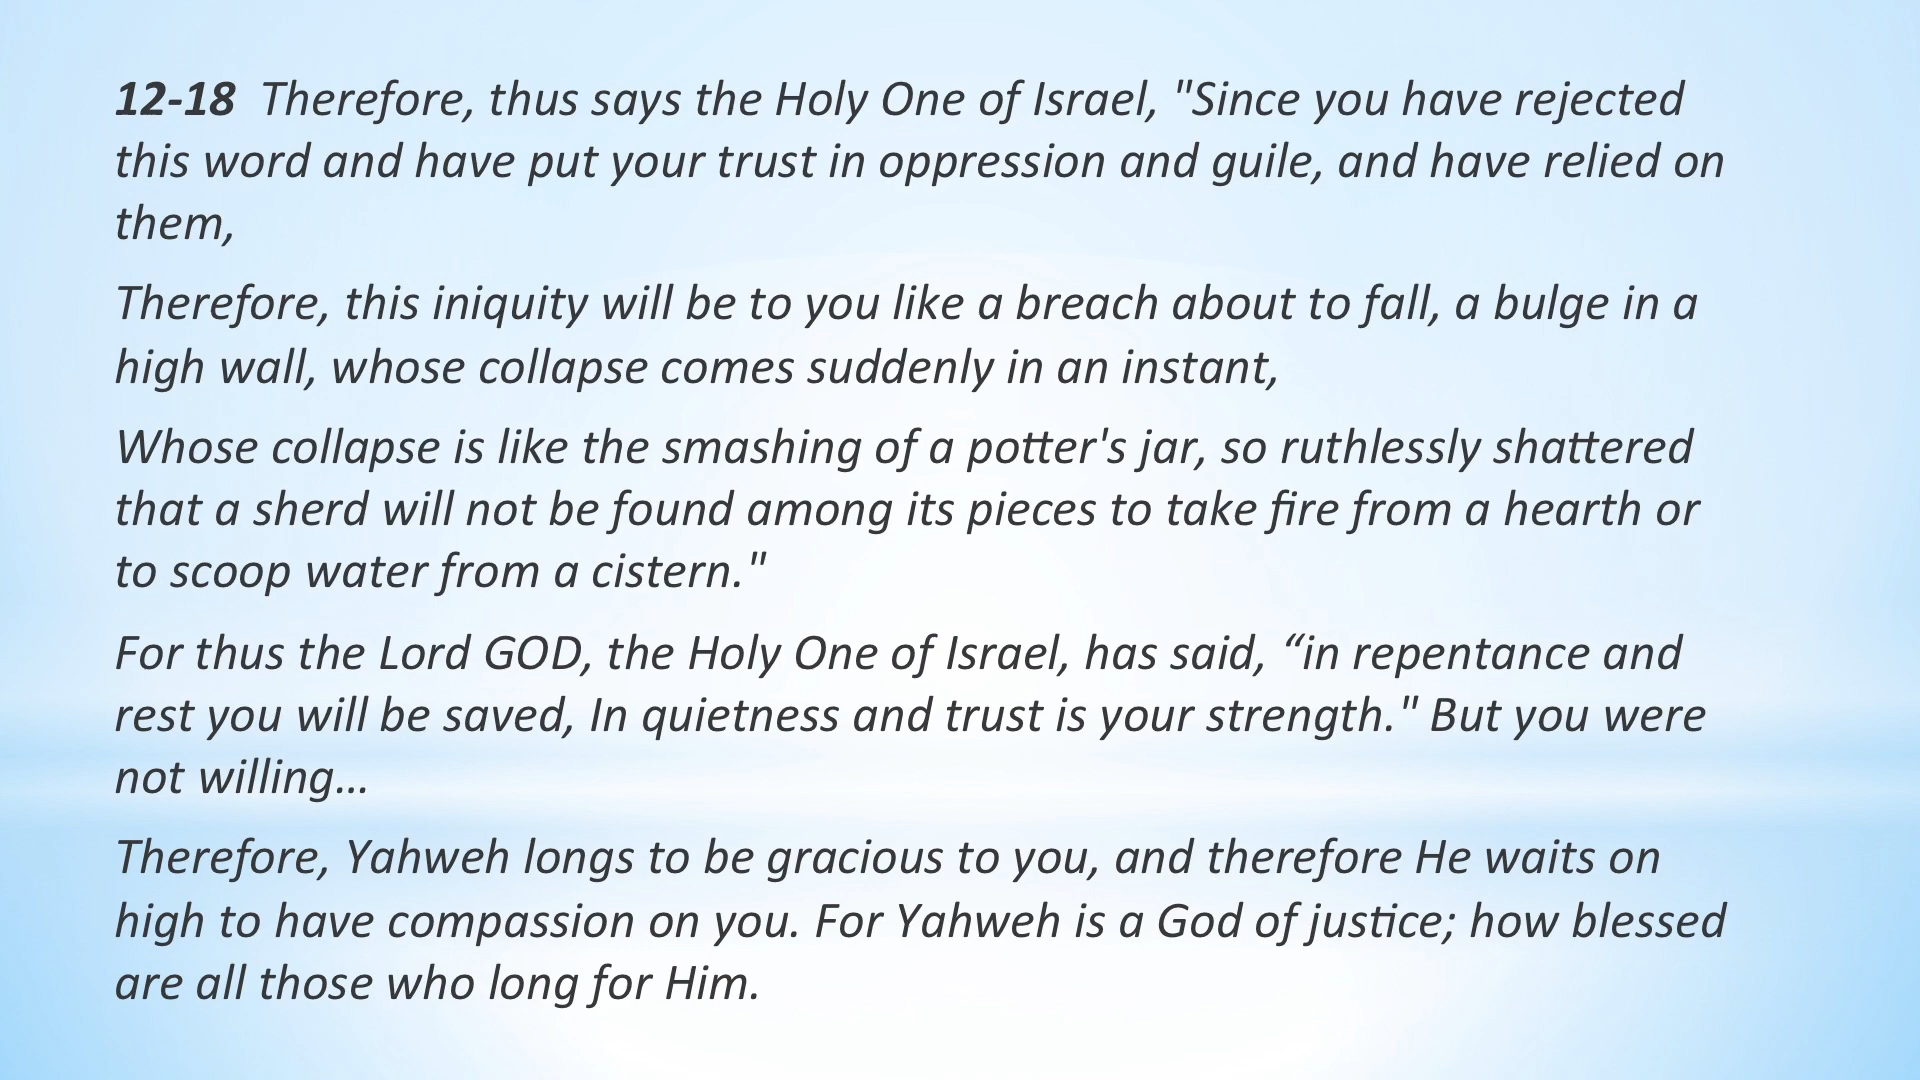 12-18 Therefore, thus says the Holy One of Israel, "Since you have rejected
this word and have put your trust in oppression and guile, and have relied on
them,
Therefore, this iniquity will be to you like a breach about to fall, a bulge in a
high wall, whose collapse comes suddenly in an instant,
Whose collapse is like the smashing of a potter's jar, so ruthlessly shattered
that a sherd will not be found among its pieces to take fire from a hearth or
to scoop water from a cistern."
For thus the Lord GOD, the Holy One of Israel, has said, “in repentance and
rest you will be saved, In quietness and trust is your strength." But you were
not willing…
Therefore, Yahweh longs to be gracious to you, and therefore He waits on
high to have compassion on you. For Yahweh is a God of justice; how blessed
are all those who long for Him.